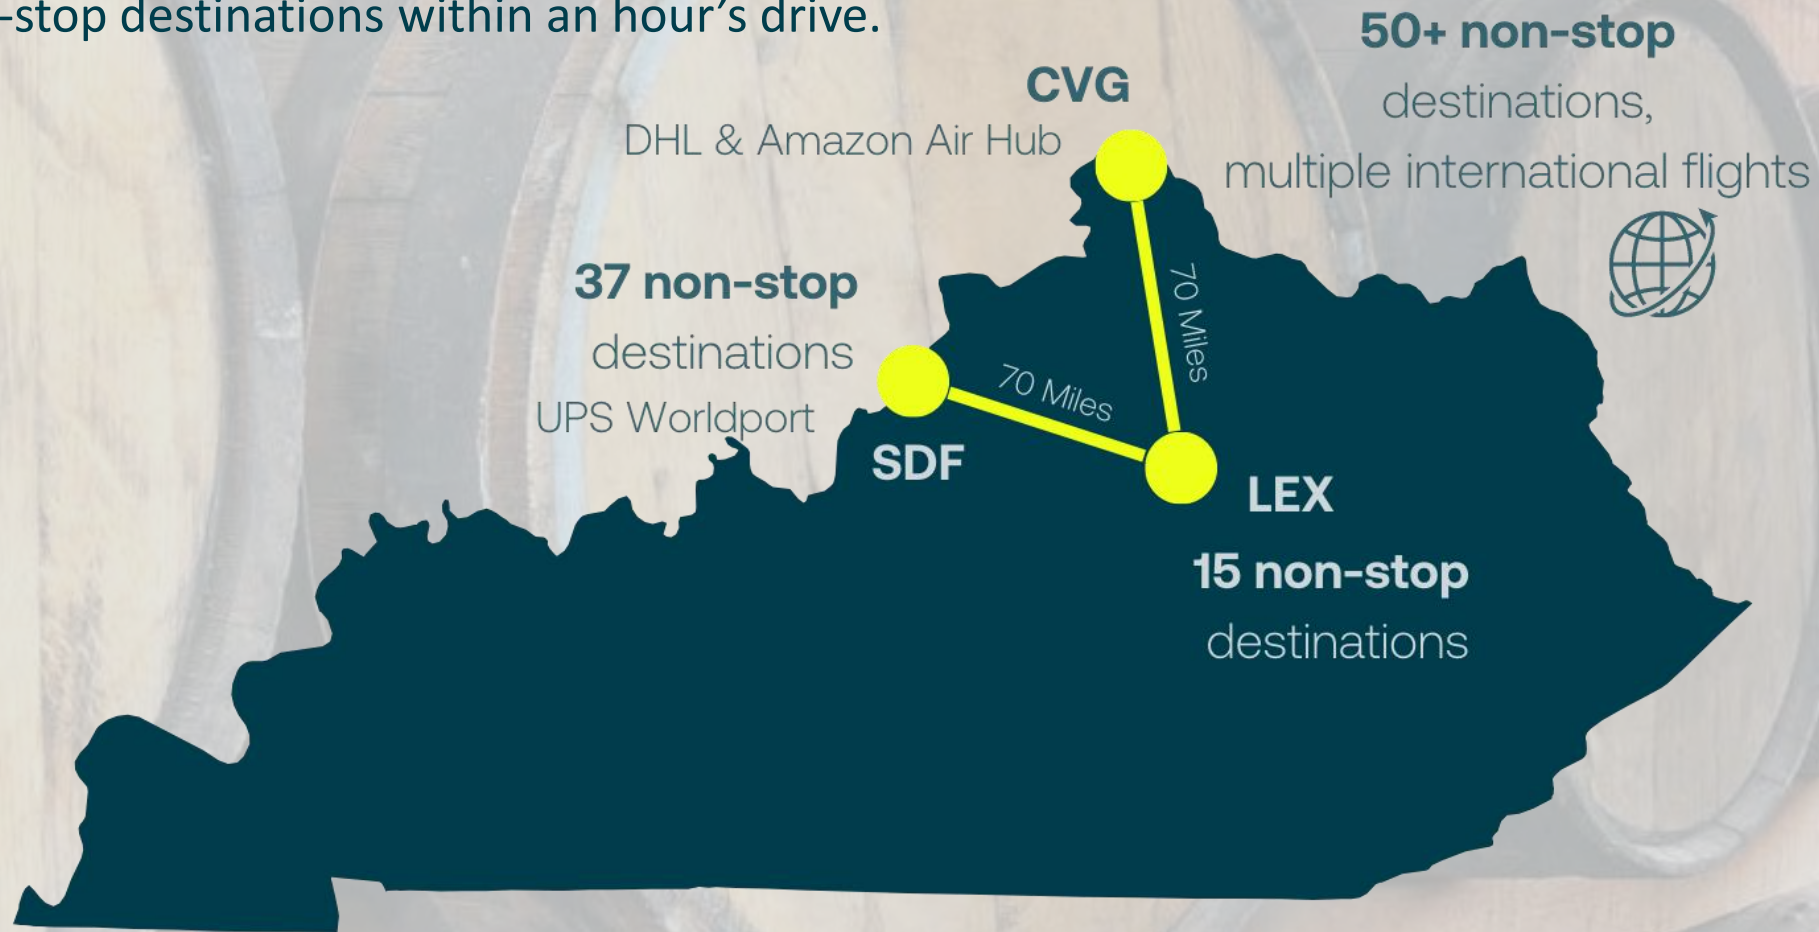 -stop destinations within an hour’s drive.
50+ non-stop
destinations,
multiple international flights
CVG
DHL & Amazon Air Hub
37 non-stop
destinations
UPS Worldport
SDF
70 Miles
70 Miles
LEX
15 non-stop
destinations